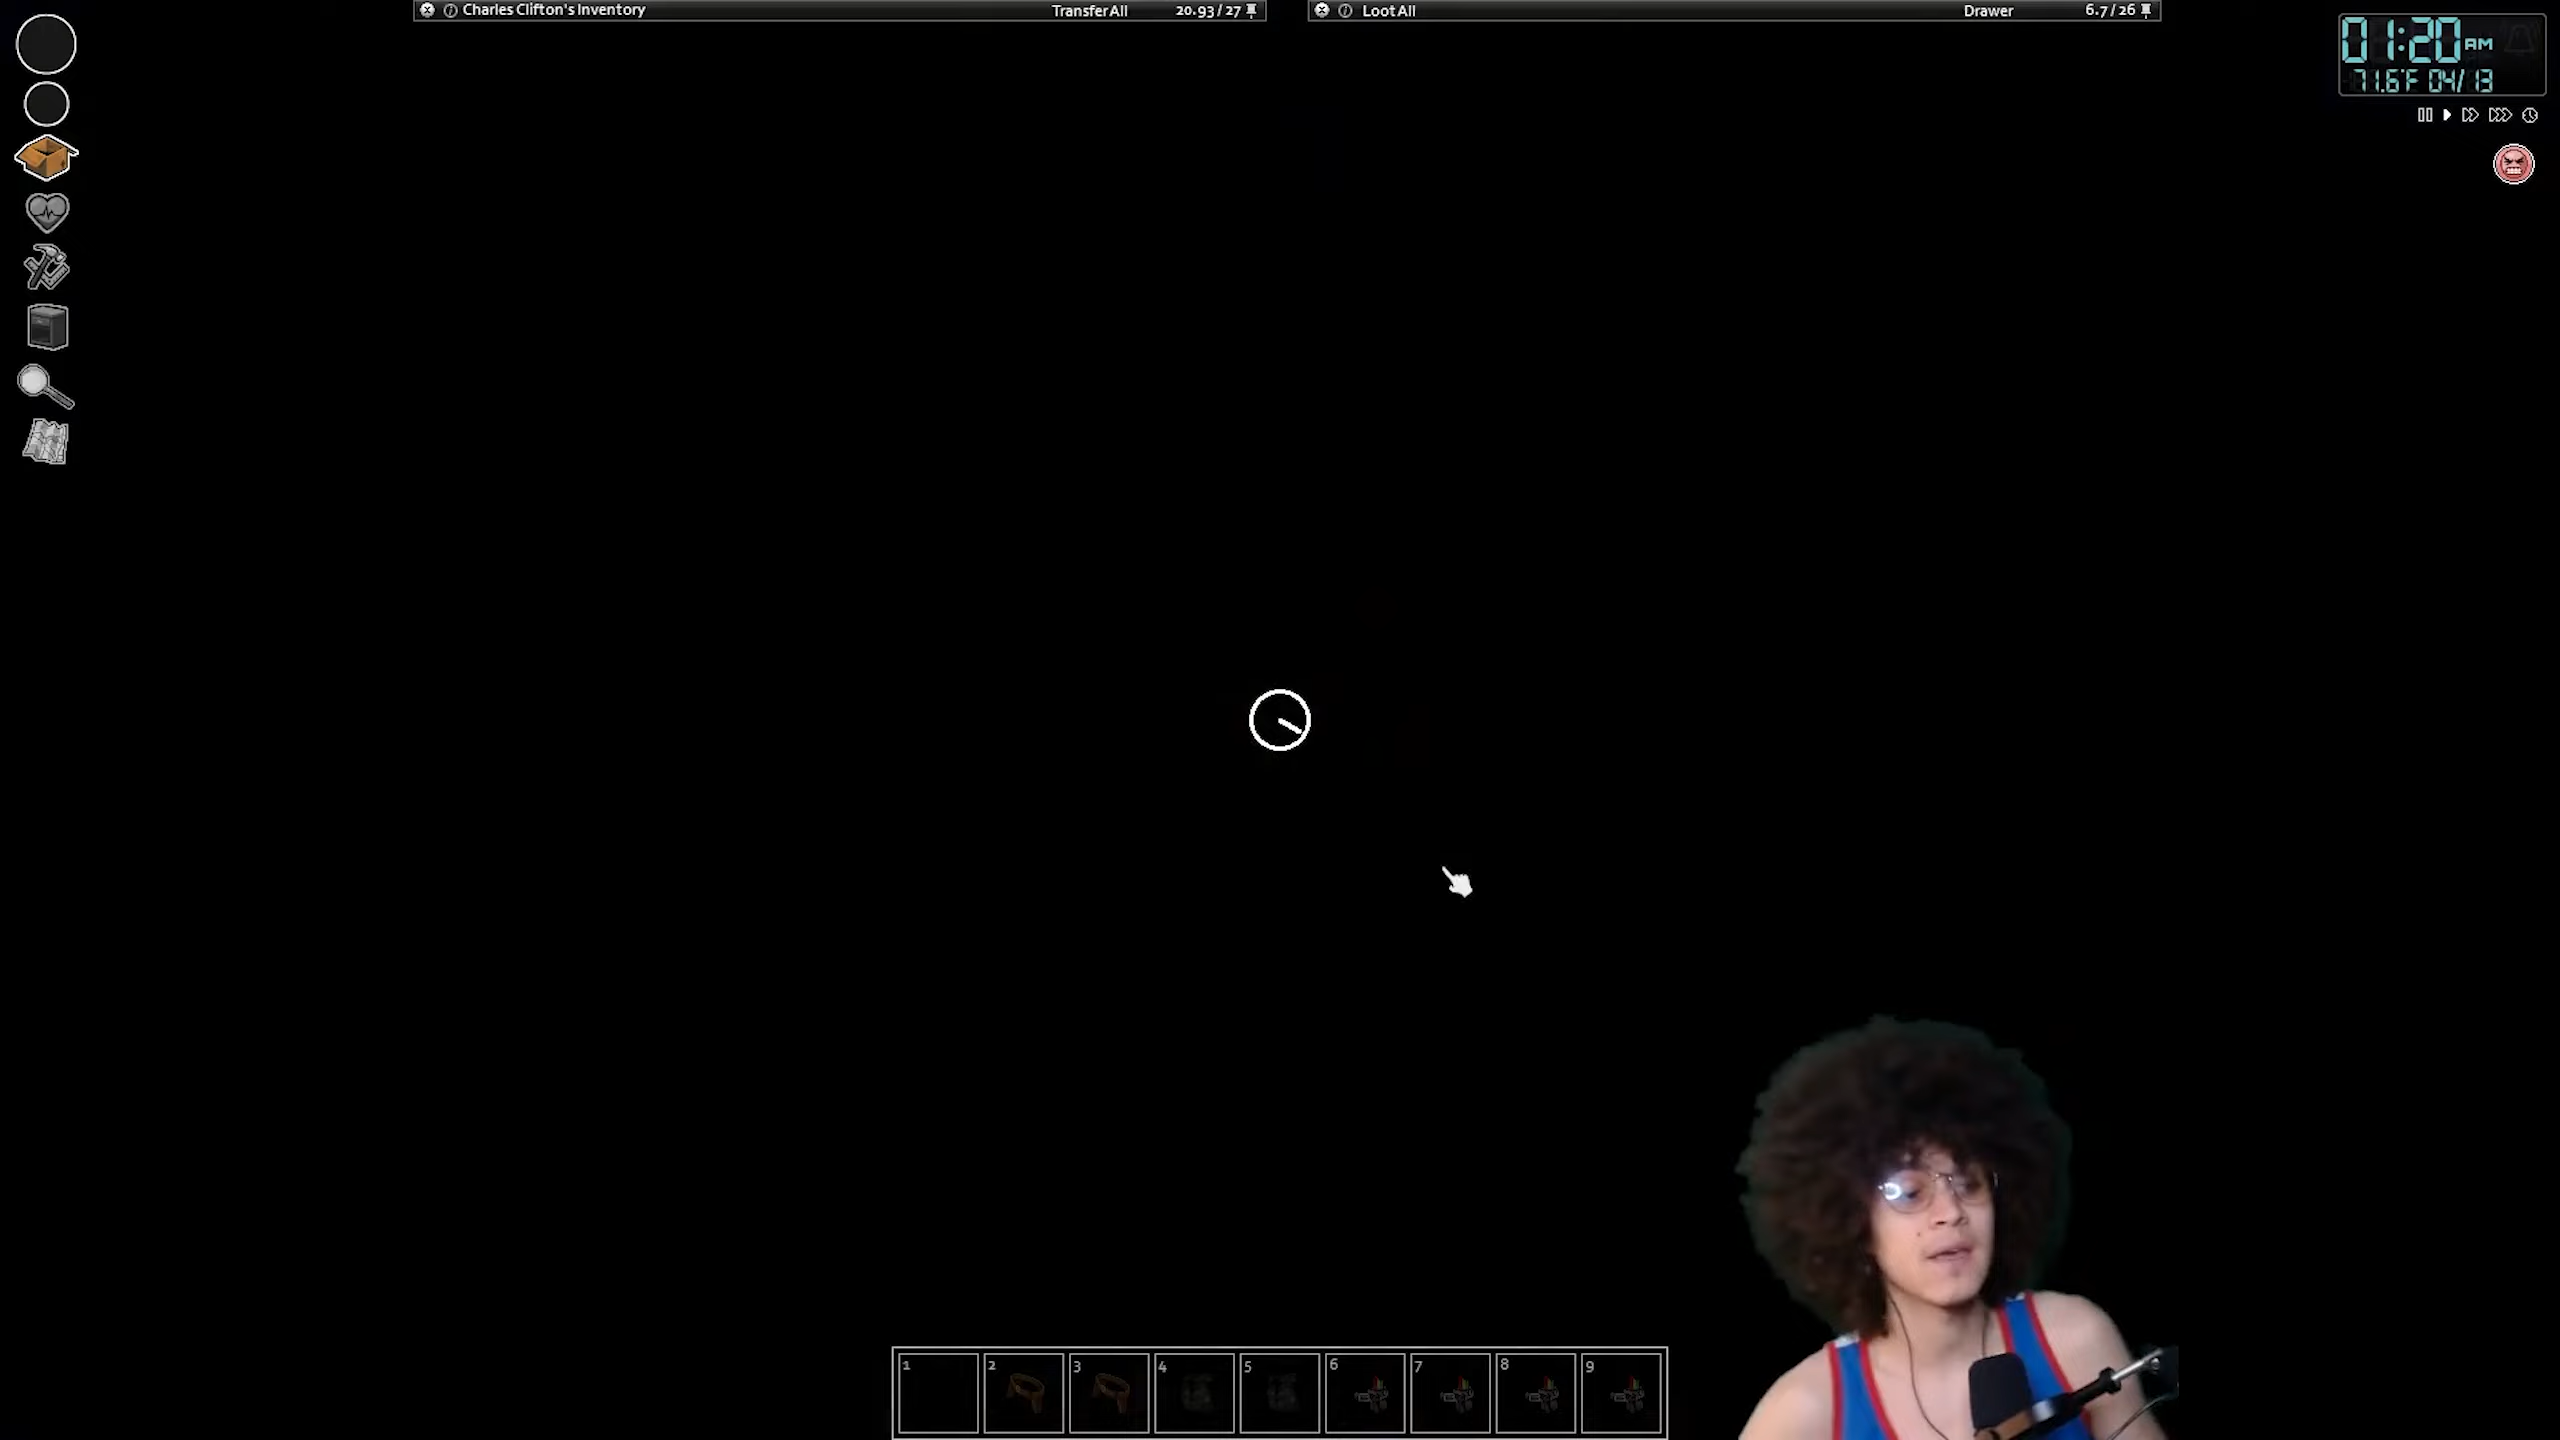 Charles Clifton's Inventory Transfer All 20.93 / 27
Loot All Drawer 6.7 / 26
01:20 AM
71.6°F 04/13
1 2 3 4 5 6 7 8 9